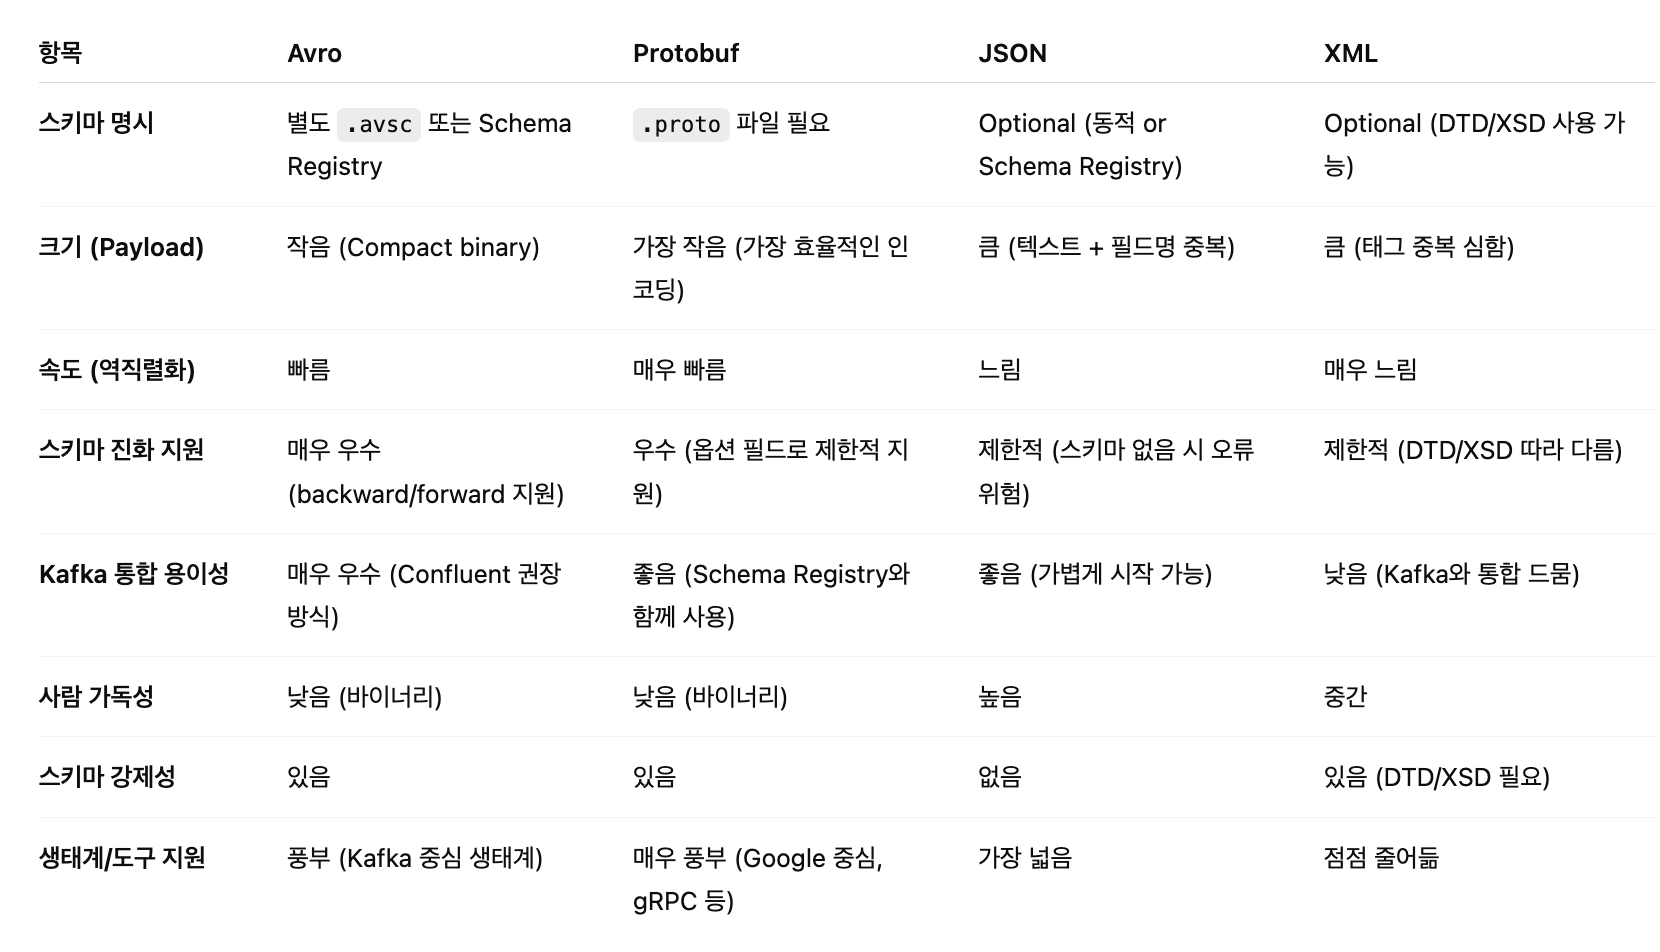 항목 Avro Protobuf JSON XML
스키마 명시 별도 .avsc 또는 Schema Registry .proto 파일 필요 Optional (동적 or Schema Registry) Optional (DTD/XSD 사용 가능)
크기 (Payload) 작음 (Compact binary) 가장 작음 (가장 효율적인 인코딩) 큼 (텍스트 + 필드명 중복) 큼 (태그 중복 심함)
속도 (역직렬화) 빠름 매우 빠름 느림 매우 느림
스키마 진화 지원 매우 우수 (backward/forward 지원) 우수 (옵션 필드로 제한적 지원) 제한적 (스키마 없음 시 오류 위험) 제한적 (DTD/XSD 따라 다름)
Kafka 통합 용이성 매우 우수 (Confluent 권장 방식) 좋음 (Schema Registry와 함께 사용) 좋음 (가볍게 시작 가능) 낮음 (Kafka와 통합 드뭄)
사람 가독성 낮음 (바이너리) 낮음 (바이너리) 높음 중간
스키마 강제성 있음 있음 없음 있음 (DTD/XSD 필요)
생태계/도구 지원 풍부 (Kafka 중심 생태계) 매우 풍부 (Google 중심, gRPC 등) 가장 넓음 점점 줄어듦